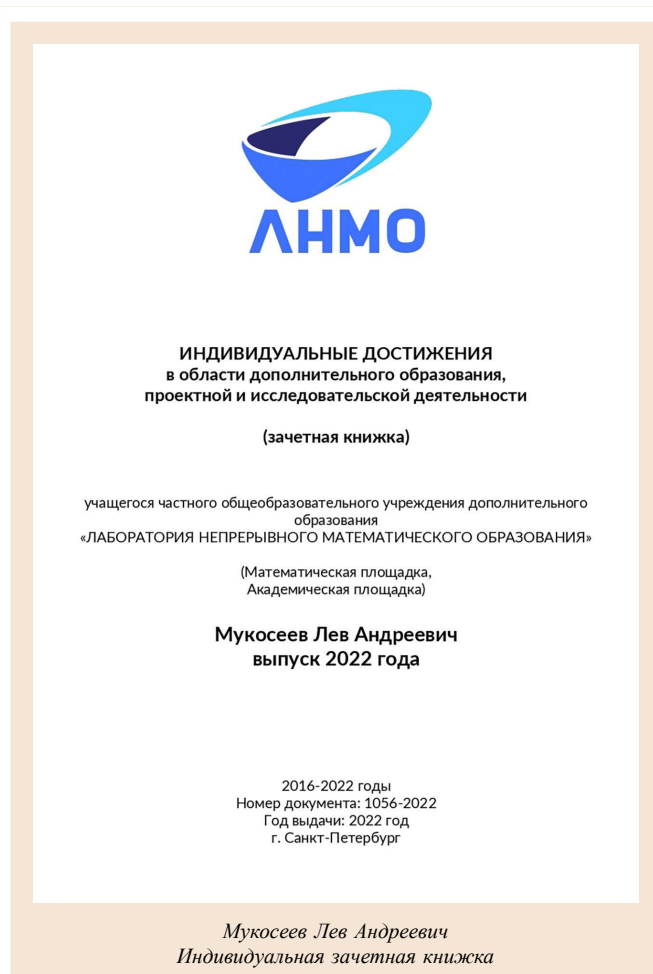 ЛНМО
ИНДИВИДУАЛЬНЫЕ ДОСТИЖЕНИЯ
в области дополнительного образования,
проектной и исследовательской деятельности
(зачетная книжка)
учащегося частного общеобразовательного учреждения дополнительного
образования
«ЛАБОРАТОРИЯ НЕПРЕРЫВНОГО МАТЕМАТИЧЕСКОГО ОБРАЗОВАНИЯ»
(Математическая площадка,
Академическая площадка)
Мукосеев Лев Андреевич
выпуск 2022 года
2016-2022 годы
Номер документа: 1056-2022
Год выдачи: 2022 год
г. Санкт-Петербург
Мукосеев Лев Андреевич
Индивидуальная зачетная книжка